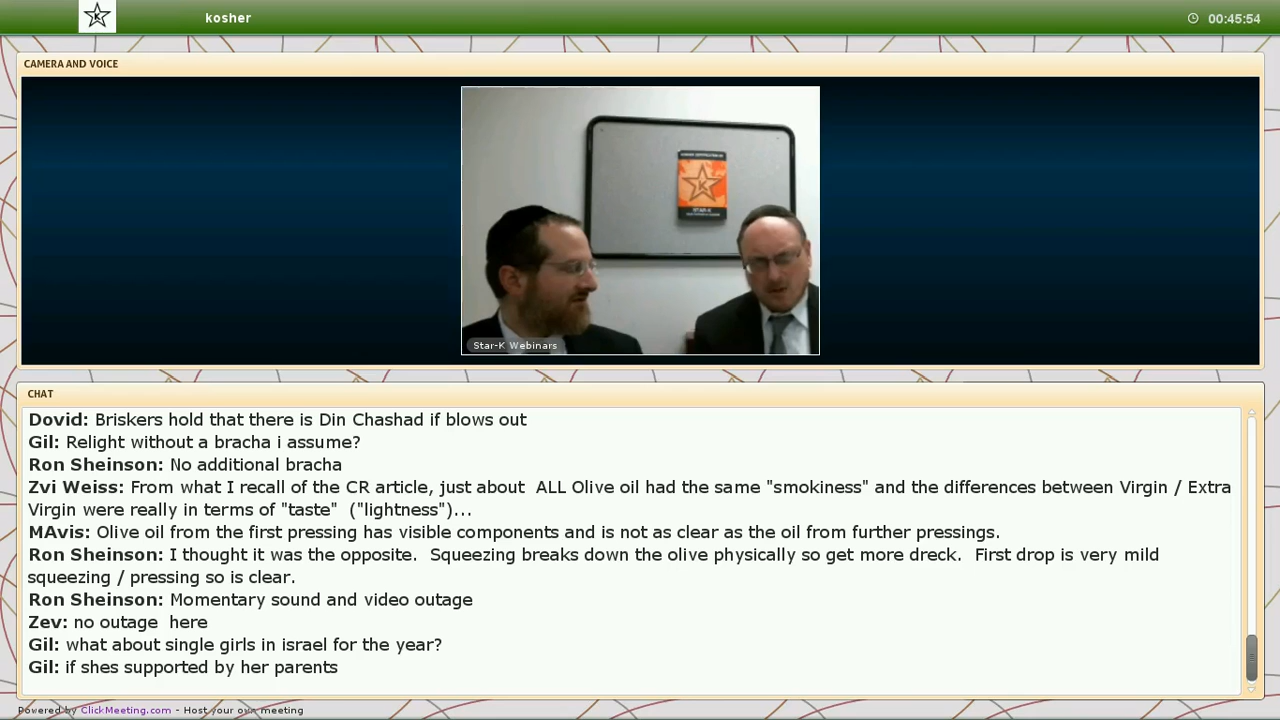 K
kosher
00:45:54
CAMERA AND VOICE
K
STAR-K
Star-K Webinars
CHAT
Dovid: Briskers hold that there is Din Chashad if blows out
Gil: Relight without a bracha i assume?
Ron Sheinson: No additional bracha
Zvi Weiss: From what I recall of the CR article, just about  ALL Olive oil had the same "smokiness" and the differences between Virgin / Extra
Virgin were really in terms of "taste"  ("lightness")...
MAvis: Olive oil from the first pressing has visible components and is not as clear as the oil from further pressings.
Ron Sheinson: I thought it was the opposite.  Squeezing breaks down the olive physically so get more dreck.  First drop is very mild
squeezing / pressing so is clear.
Ron Sheinson: Momentary sound and video outage
Zev: no outage  here
Gil: what about single girls in israel for the year?
Gil: if shes supported by her parents
Powered by ClickMeeting.com - Host your own meeting